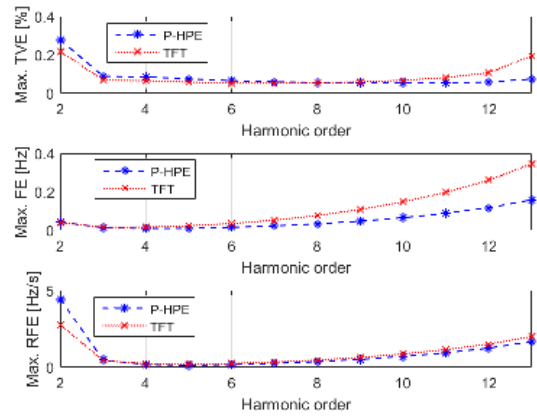 Max. TVE [%]
0.4
0.2
0
P-HPE
TFT
2 4 6 8 10 12
Harmonic order
Max. FE [Hz]
0.4
0.2
0
P-HPE
TFT
2 4 6 8 10 12
Harmonic order
Max. RFE [Hz/s]
5
0
P-HPE
TFT
2 4 6 8 10 12
Harmonic order